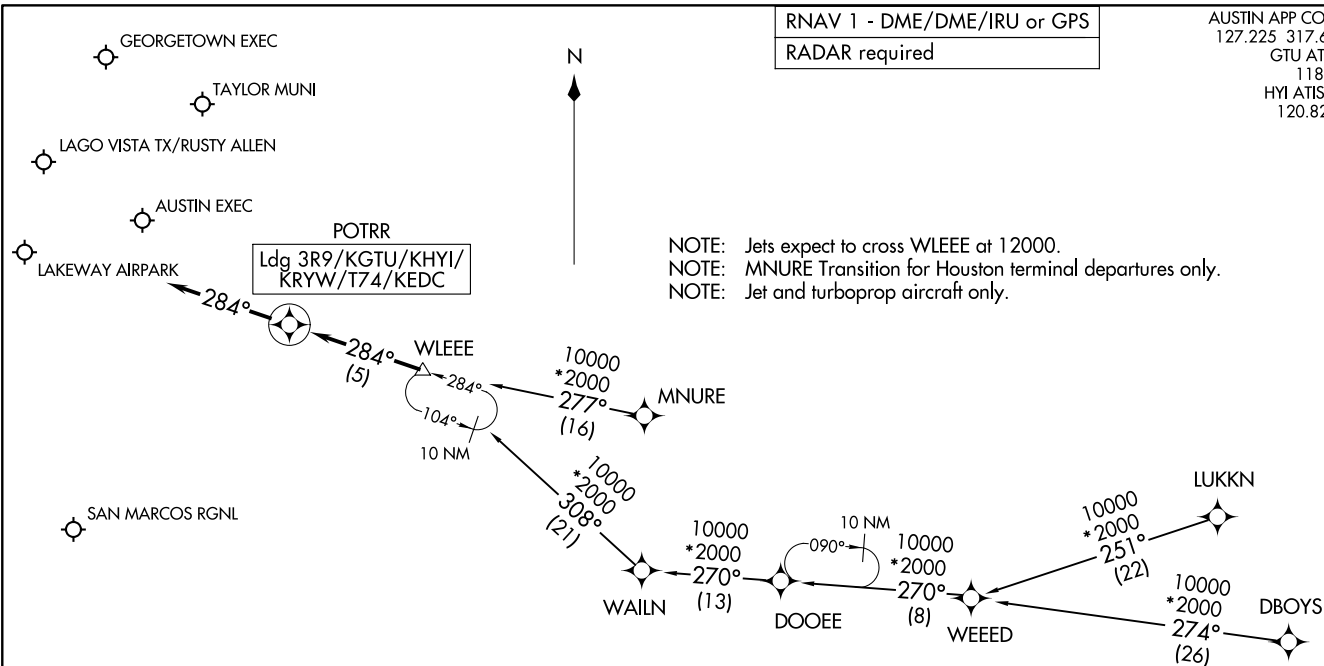 RNAV 1 - DME/DME/IRU or GPS
RADAR required
AUSTIN APP CO
127.225 317.6
GTU AT
118
HYI ATIS
120.82
GEORGETOWN EXEC
TAYLOR MUNI
LAGO VISTA TX/RUSTY ALLEN
AUSTIN EXEC
LAKEWAY AIRPARK
SAN MARCOS RGNL
N
POTRR
Ldg 3R9/KGTU/KHYI/
KRYW/T74/KEDC
NOTE: Jets expect to cross WLEEE at 12000.
NOTE: MNURE Transition for Houston terminal departures only.
NOTE: Jet and turboprop aircraft only.
284°
284°
(5)
WLEEE
284°
104°
10 NM
10000
*2000
277°
(16)
MNURE
10000
*2000
308°
(21)
WAILN
10000
*2000
270°
(13)
DOOEE
090°
10 NM
10000
*2000
270°
(8)
WEEED
10000
*2000
251°
(22)
LUKKN
10000
*2000
274°
(26)
DBOYS